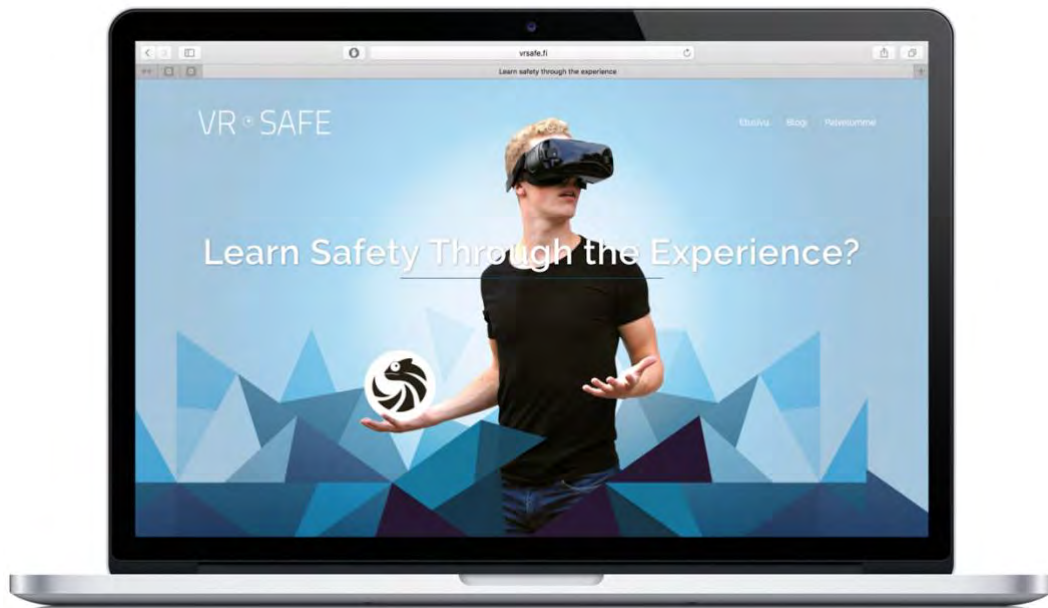 vrsafe.fi
Learn safety through the experience
VR SAFE
Etusivu Blogi Palvelumme
Learn Safety Through the Experience?